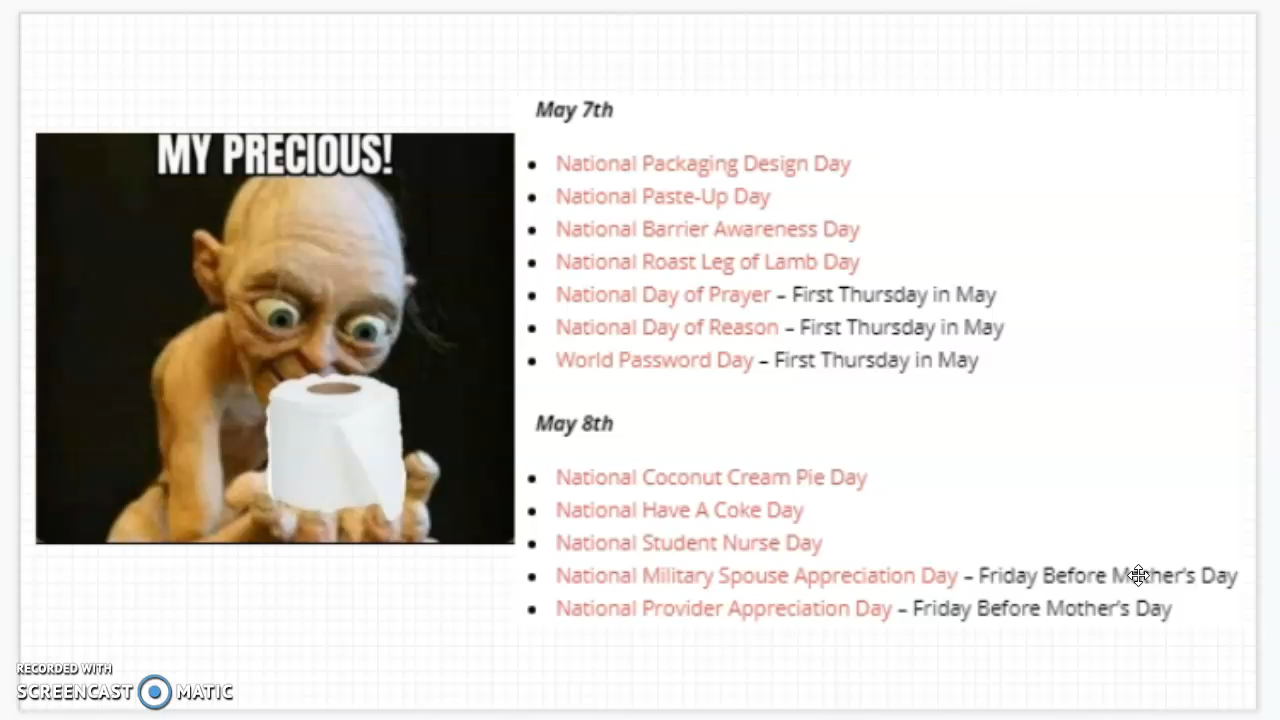 MY PRECIOUS!
May 7th
National Packaging Design Day
National Paste-Up Day
National Barrier Awareness Day
National Roast Leg of Lamb Day
National Day of Prayer – First Thursday in May
National Day of Reason – First Thursday in May
World Password Day – First Thursday in May
May 8th
National Coconut Cream Pie Day
National Have A Coke Day
National Student Nurse Day
National Military Spouse Appreciation Day – Friday Before Mother's Day
National Provider Appreciation Day – Friday Before Mother's Day
RECORDED WITH
SCREENCAST MATIC